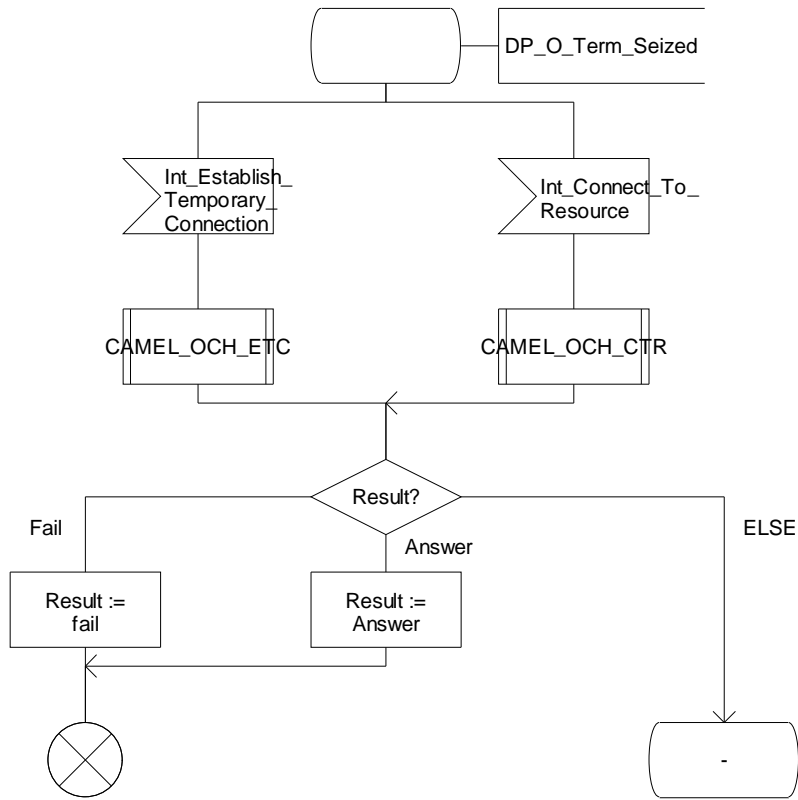 DP_O_Term_Seized
Int_Establish_
Temporary_
Connection
Int_Connect_To_
Resource
CAMEL_OCH_ETC
CAMEL_OCH_CTR
Result?
Fail
Answer
ELSE
Result :=
fail
Result :=
Answer
-